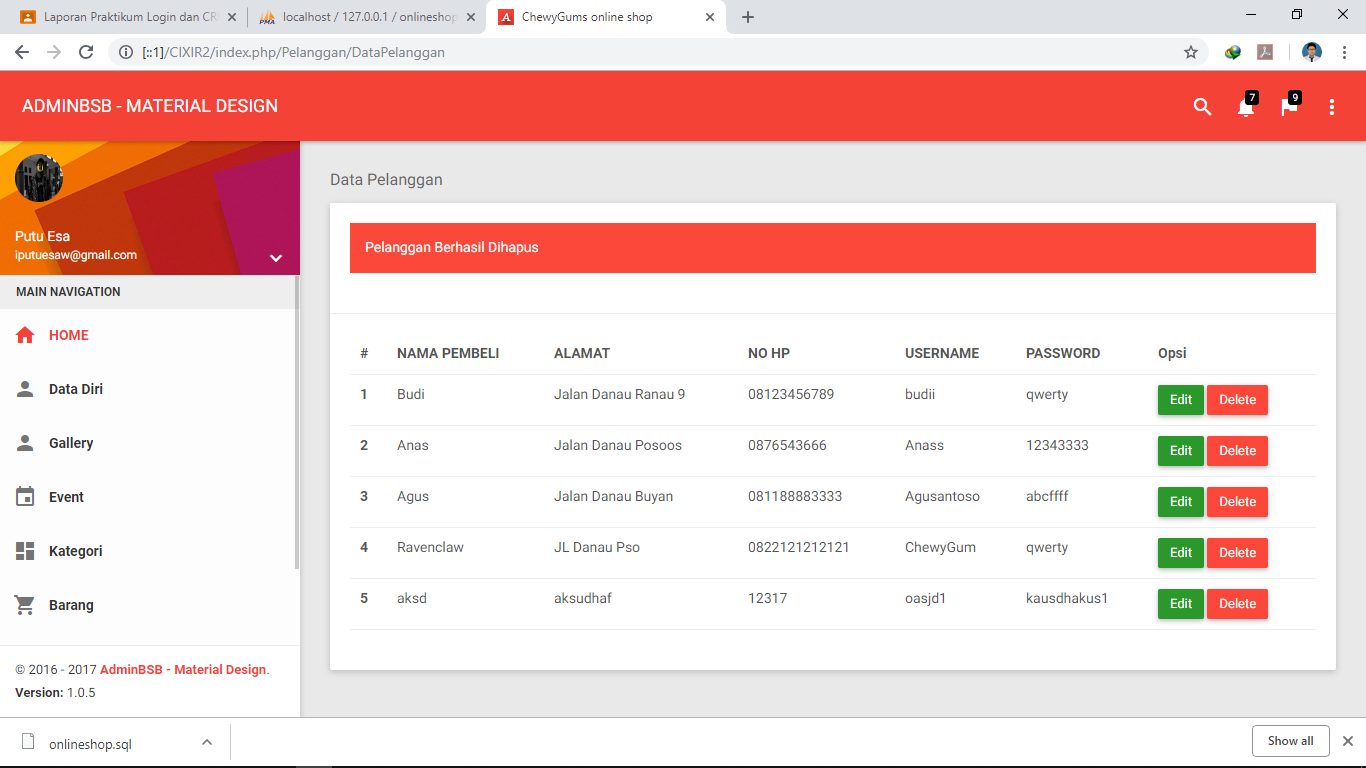 Laporan Praktikum Login dan CR
localhost / 127.0.0.1 / onlineshop
ChewyGums online shop
[::1]/CIXIR2/index.php/Pelanggan/DataPelanggan
ADMINBSB - MATERIAL DESIGN
7
9
Putu Esa
iputuesaw@gmail.com
MAIN NAVIGATION
HOME
Data Diri
Gallery
Event
Kategori
Barang
© 2016 - 2017 AdminBSB - Material Design.
Version: 1.0.5
Data Pelanggan
Pelanggan Berhasil Dihapus
# NAMA PEMBELI ALAMAT NO HP USERNAME PASSWORD Opsi
1 Budi Jalan Danau Ranau 9 08123456789 budii qwerty Edit Delete
2 Anas Jalan Danau Posoos 0876543666 Anass 12343333 Edit Delete
3 Agus Jalan Danau Buyan 081188883333 Agusantoso abcffff Edit Delete
4 Ravenclaw JL Danau Pso 0822121212121 ChewyGum qwerty Edit Delete
5 aksd aksudhaf 12317 oasjd1 kausdhakus1 Edit Delete
onlineshop.sql
Show all